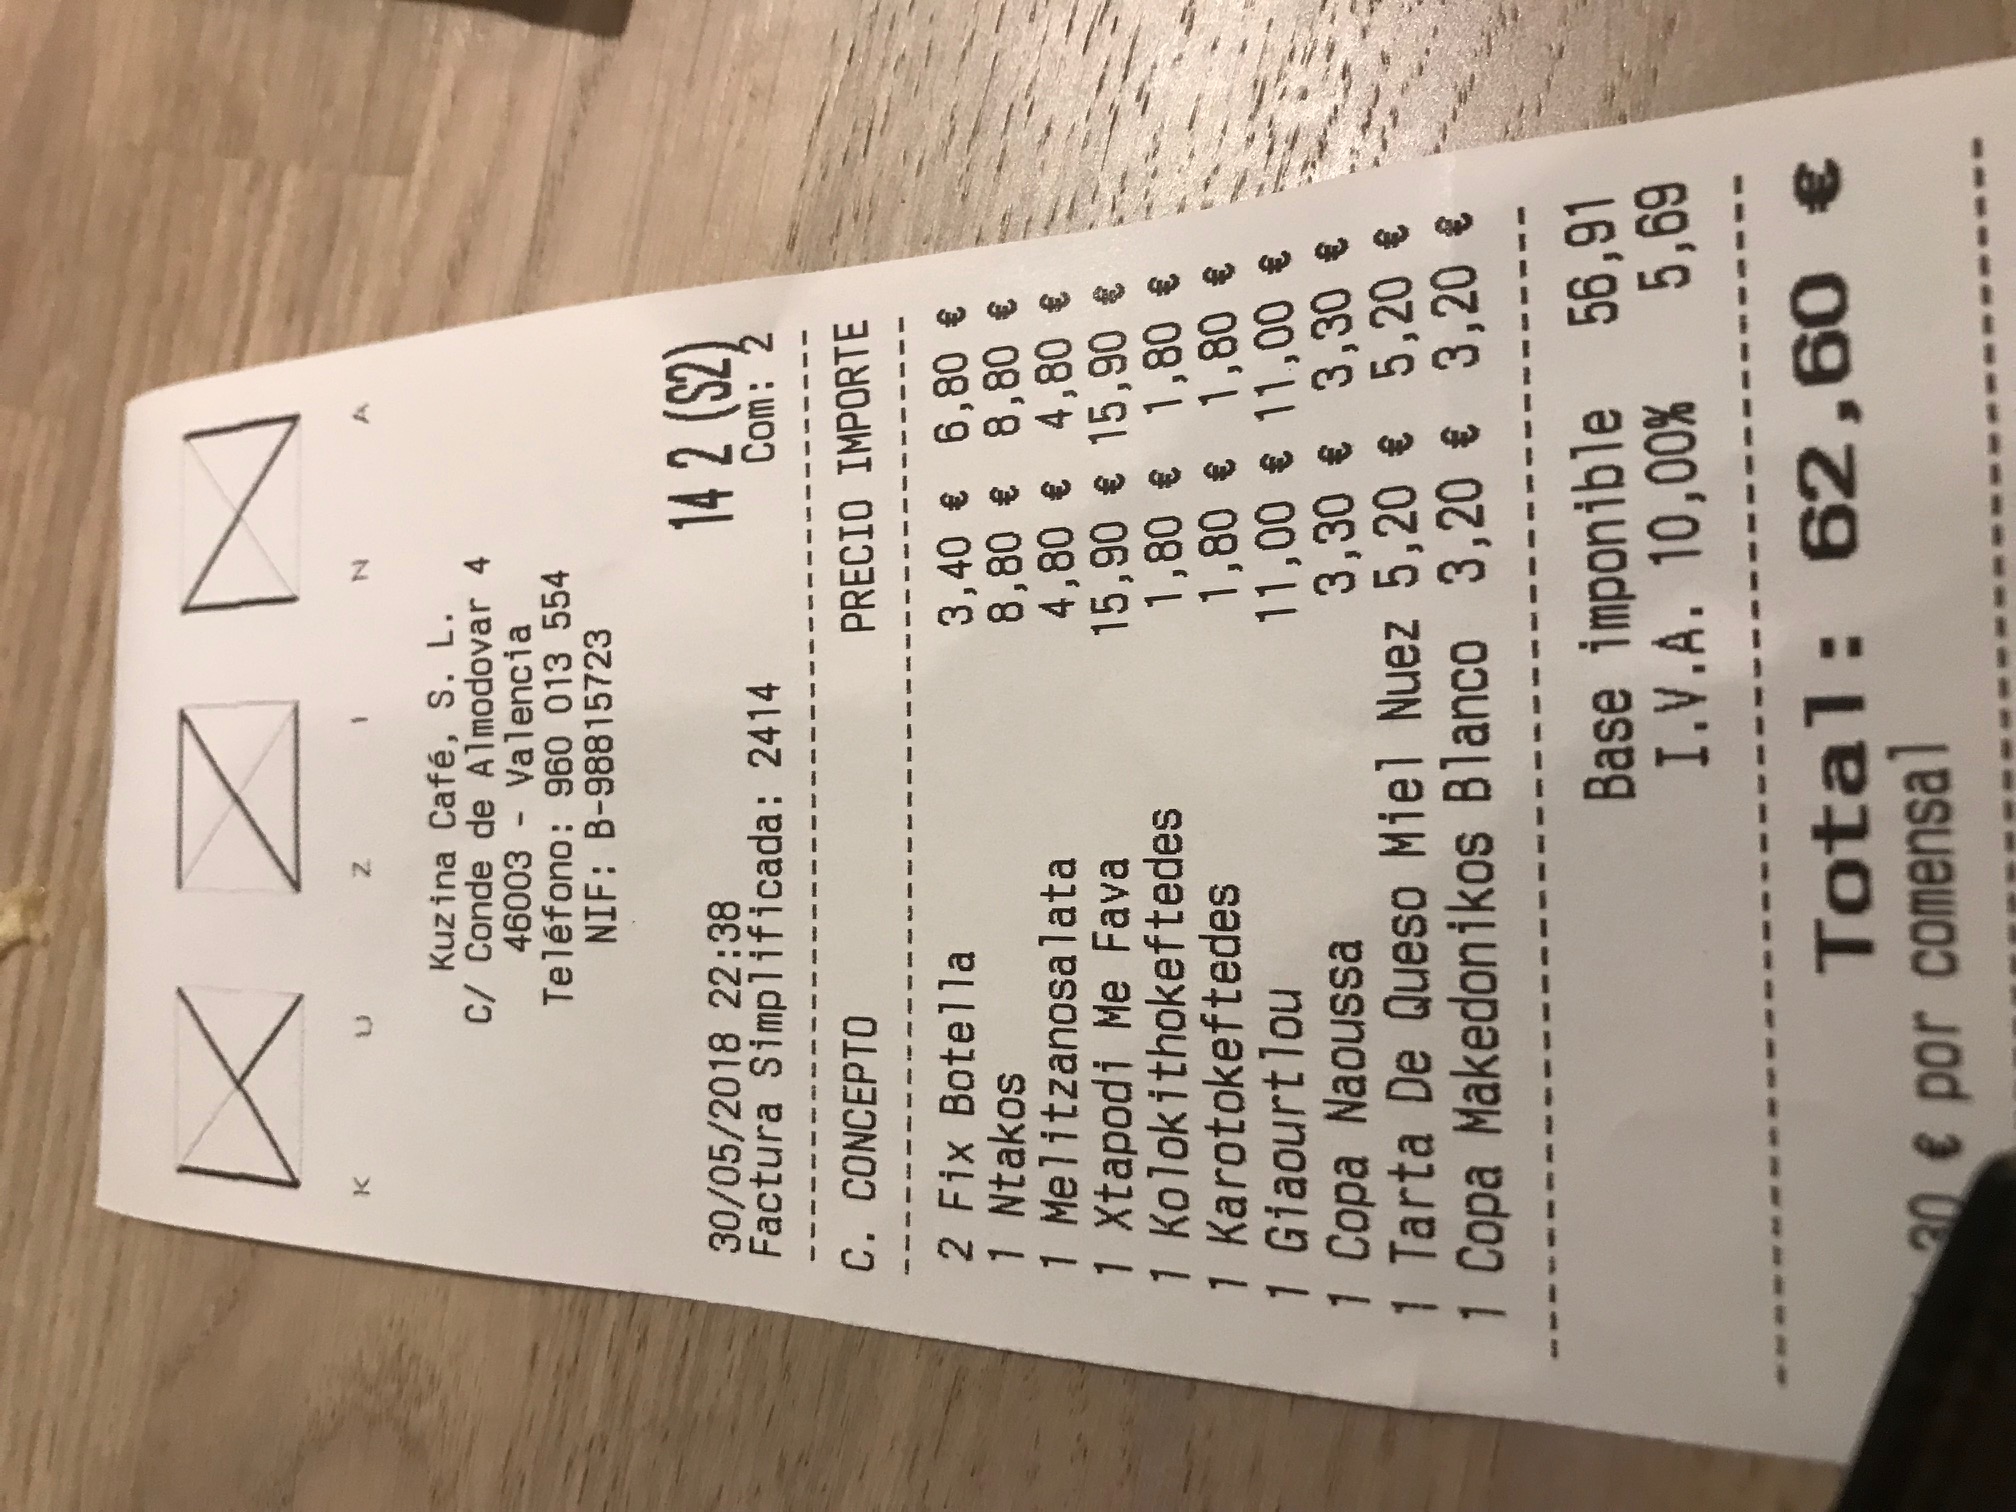 K U Z I N A
Kuzina Café, S. L.
C/ Conde de Almodovar 4
46003 - Valencia
Teléfono: 960 013 554
NIF: B-98815723
14 2 (S2)
30/05/2018 22:38 Com: 2
Factura Simplificada: 2414
C. CONCEPTO PRECIO IMPORTE
2 Fix Botella 3,40 € 6,80 €
1 Ntakos 8,80 € 8,80 €
1 Melitzanosalata 4,80 € 4,80 €
1 Xtapodi Me Fava 15,90 € 15,90 €
1 Kolokithokeftedes 1,80 € 1,80 €
1 Karotokeftedes 1,80 € 1,80 €
1 Giaourtlou 11,00 € 11,00 €
1 Copa Naoussa 3,30 € 3,30 €
1 Tarta De Queso Miel Nuez 5,20 € 5,20 €
1 Copa Makedonikos Blanco 3,20 € 3,20 €
Base imponible 56,91
I.V.A. 10,00% 5,69
Total: 62,60 €
30 € por comensal